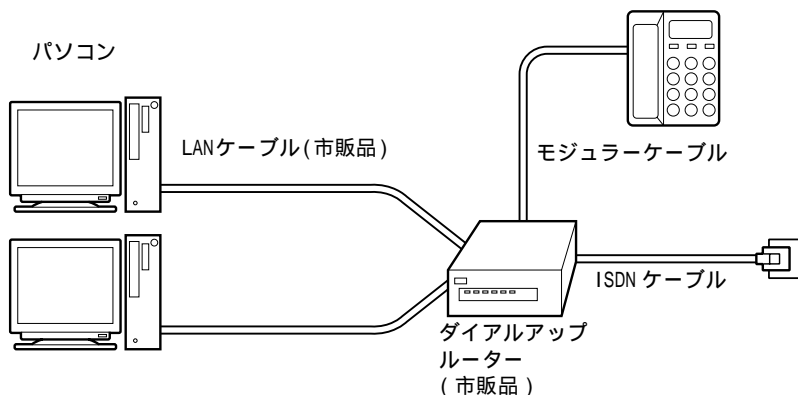 パソコン
LANケーブル(市販品)
モジュラーケーブル
ISDN ケーブル
ダイアルアップ
ルーター
(市販品)